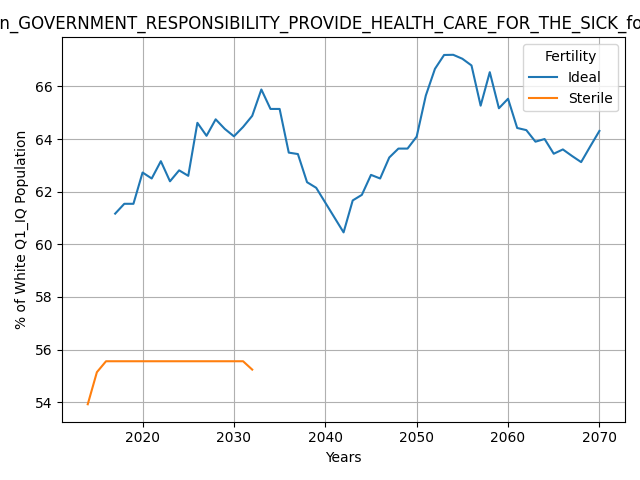 n_GOVERNMENT_RESPONSIBILITY_PROVIDE_HEALTH_CARE_FOR_THE_SICK_fo
Fertility
Ideal
Sterile
% of White Q1_IQ Population
66
64
62
60
58
56
54
2020 2030 2040 2050 2060 2070
Years